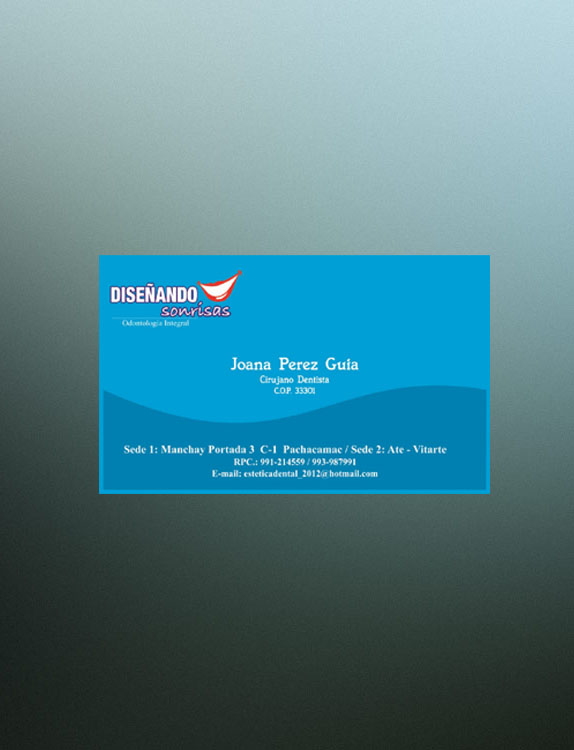 DISEÑANDO
sonrisas
Odontología Integral
Joana Perez Guía
Cirujano Dentista
C.O.P. 33301
Sede 1: Manchay Portada 3 C-1 Pachacamac / Sede 2: Ate - Vitarte
RPC.: 991-214559 / 993-987991
E-mail: esteticadental_2012@hotmail.com